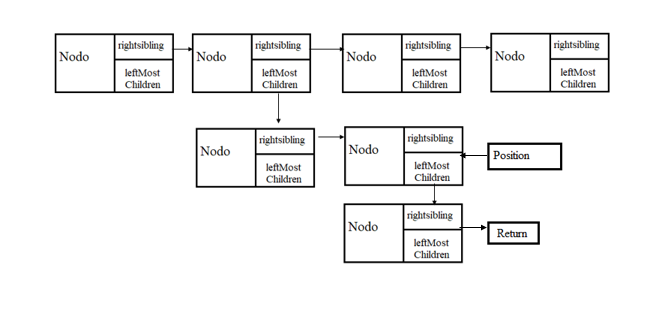 Nodo
rightsibling
leftMost
Children
Nodo
rightsibling
leftMost
Children
Nodo
rightsibling
leftMost
Children
Nodo
rightsibling
leftMost
Children
Nodo
rightsibling
leftMost
Children
Nodo
rightsibling
leftMost
Children
Position
Nodo
rightsibling
leftMost
Children
Return